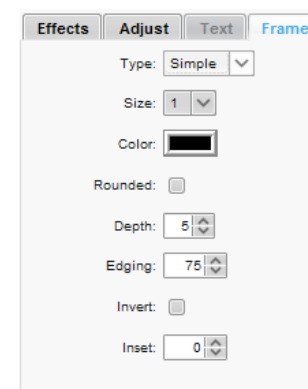 Effects Adjust Text Frame
Type: Simple
Size: 1
Color:
Rounded:
Depth: 5
Edging: 75
Invert:
Inset: 0